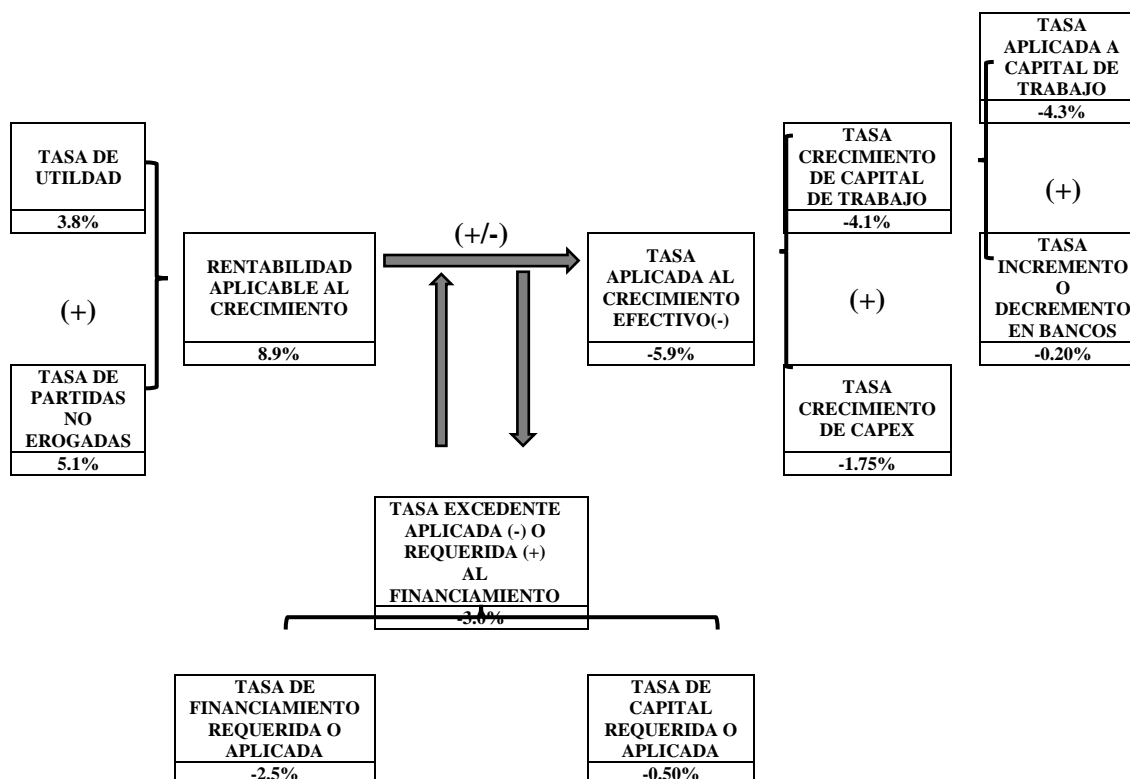 TASA
APLICADA A
CAPITAL DE
TRABAJO
-4.3%
TASA DE
UTILDAD
3.8%
TASA
CRECIMIENTO
DE CAPITAL
DE TRABAJO
-4.1%
(+)
(+/-)
RENTABILIDAD
APLICABLE AL
CRECIMIENTO
8.9%
TASA
APLICADA AL
CRECIMIENTO
EFECTIVO(-)
-5.9%
TASA
INCREMENTO
O
DECREMENTO
EN BANCOS
-0.20%
(+)
(+)
TASA DE
PARTIDAS
NO
EROGADAS
5.1%
TASA
CRECIMIENTO
DE CAPEX
-1.75%
TASA EXCEDENTE
APLICADA (-) O
REQUERIDA (+)
AL
FINANCIAMIENTO
-3.0%
TASA DE
FINANCIAMIENTO
REQUERIDA O
APLICADA
-2.5%
TASA DE
CAPITAL
REQUERIDA O
APLICADA
-0.50%